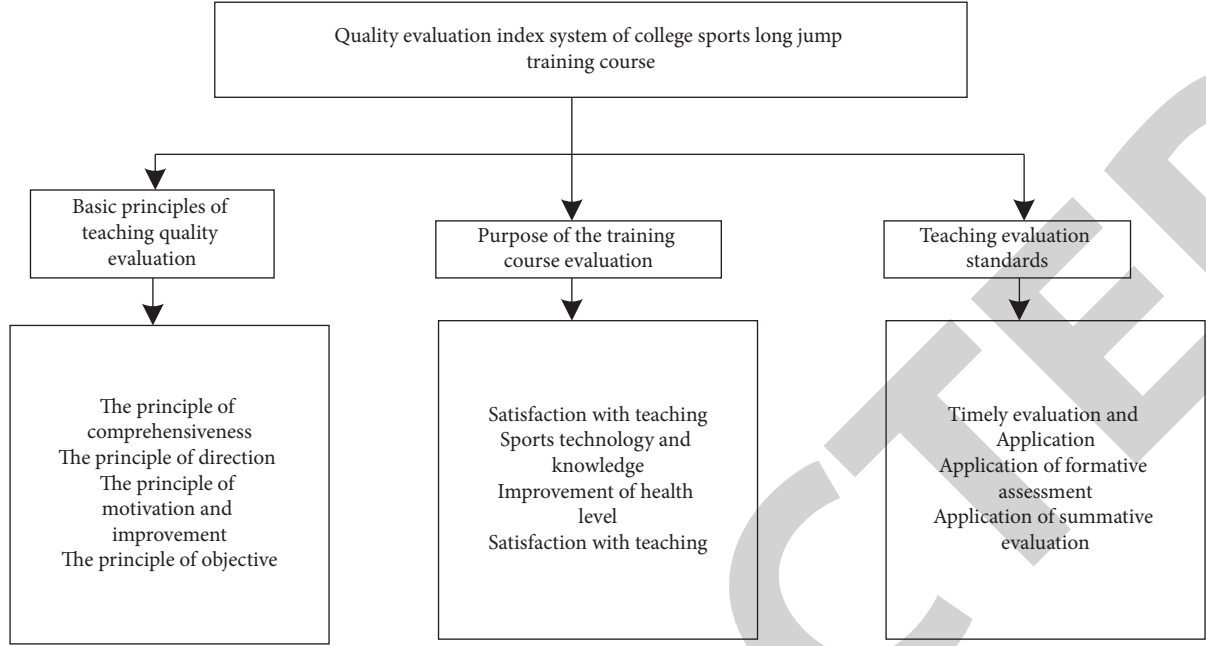 Quality evaluation index system of college sports long jump
training course
Basic principles of
teaching quality
evaluation
Purpose of the training
course evaluation
Teaching evaluation
standards
The principle of
comprehensiveness
The principle of direction
The principle of
motivation and
improvement
The principle of objective
Satisfaction with teaching
Sports technology and
knowledge
Improvement of health
level
Satisfaction with teaching
Timely evaluation and
Application
Application of formative
assessment
Application of summative
evaluation
CTE